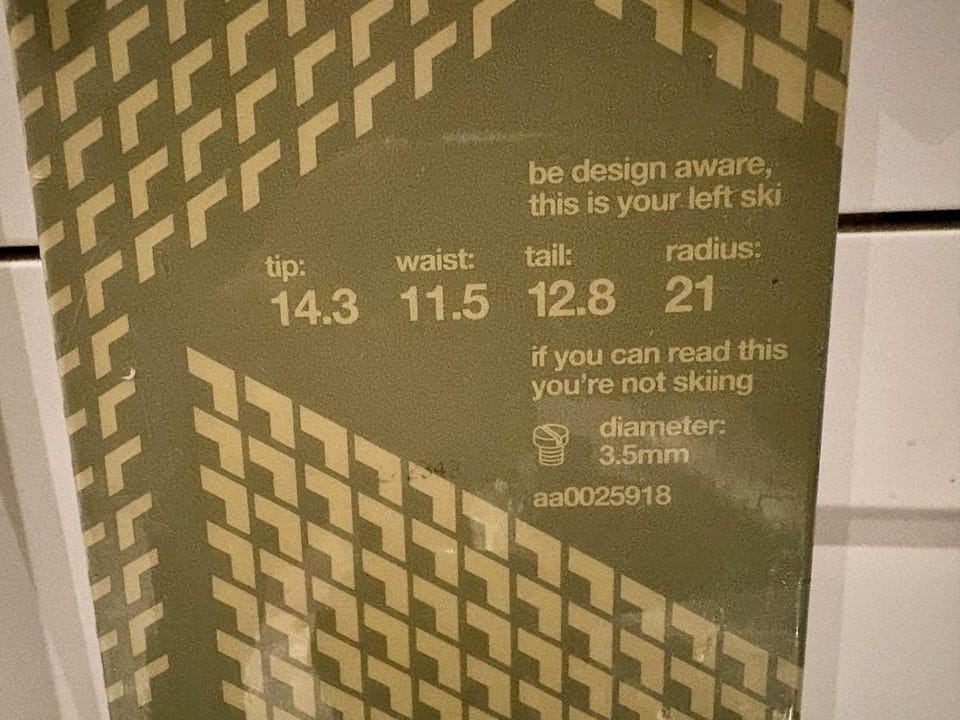 be design aware,
this is your left ski
tip: waist: tail: radius:
14.3 11.5 12.8 21
if you can read this
you're not skiing
diameter:
3.5mm
aa0025918